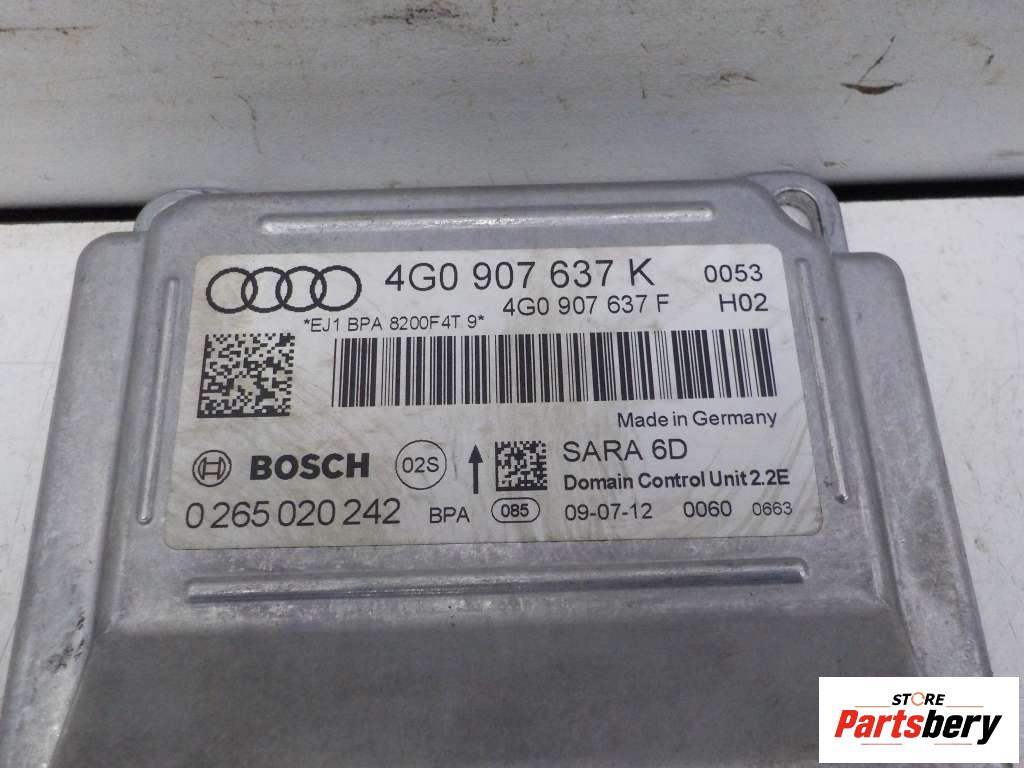 4G0 907 637 K 0053
4G0 907 637 F H02
*EJ1 BPA 8200F4T 9*
Made in Germany
BOSCH 02S SARA 6D
Domain Control Unit 2.2E
0 265 020 242 BPA 085 09-07-12 0060 0663
STORE
Partsbery